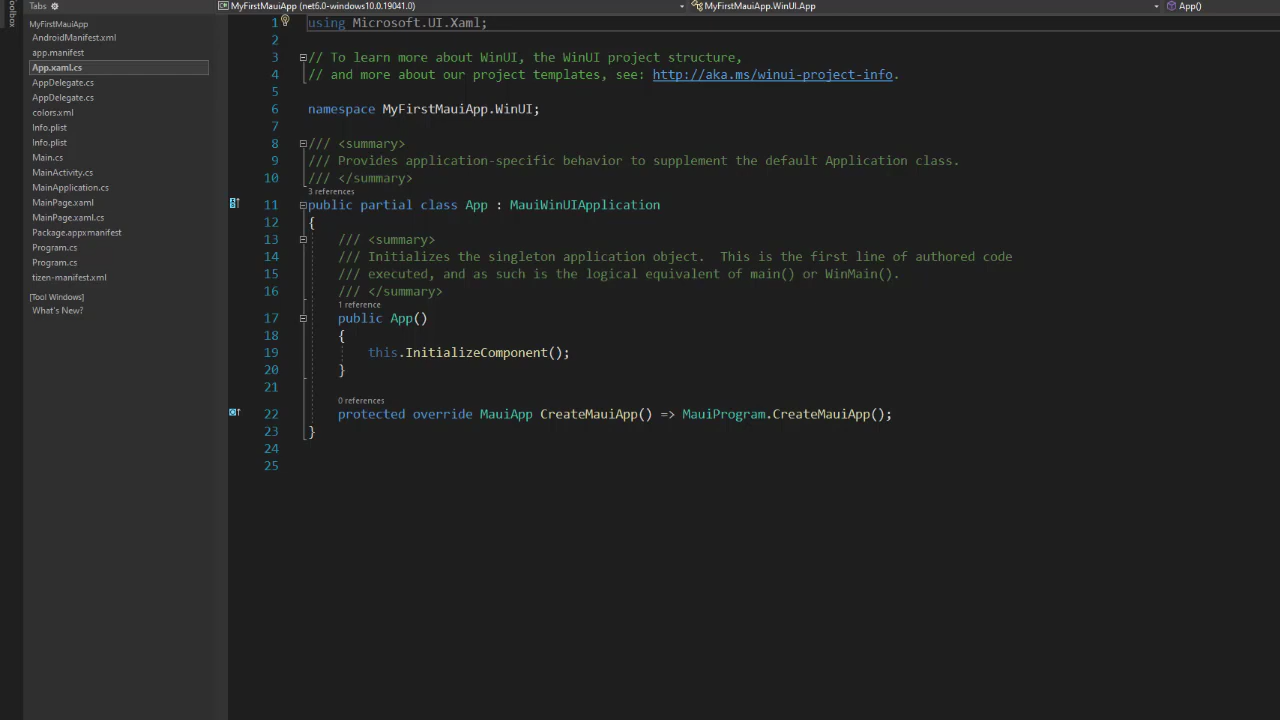 Toolbox
Tabs
MyFirstMauiApp
AndroidManifest.xml
app.manifest
App.xaml.cs
AppDelegate.cs
AppDelegate.cs
colors.xml
Info.plist
Info.plist
Main.cs
MainActivity.cs
MainApplication.cs
MainPage.xaml
MainPage.xaml.cs
Package.appxmanifest
Program.cs
Program.cs
tizen-manifest.xml
[Tool Windows]
What's New?
MyFirstMauiApp (net6.0-windows10.0.19041.0) MyFirstMauiApp.WinUI.App App()
1 using Microsoft.UI.Xaml;
2
3 // To learn more about WinUI, the WinUI project structure,
4 // and more about our project templates, see: http://aka.ms/winui-project-info.
5
6 namespace MyFirstMauiApp.WinUI;
7
8 /// <summary>
9 /// Provides application-specific behavior to supplement the default Application class.
10 /// </summary>
3 references
11 public partial class App : MauiWinUIApplication
12 {
13 /// <summary>
14 /// Initializes the singleton application object.  This is the first line of authored code
15 /// executed, and as such is the logical equivalent of main() or WinMain().
16 /// </summary>
1 reference
17 public App()
18 {
19 this.InitializeComponent();
20 }
21
0 references
22 protected override MauiApp CreateMauiApp() => MauiProgram.CreateMauiApp();
23 }
24
25